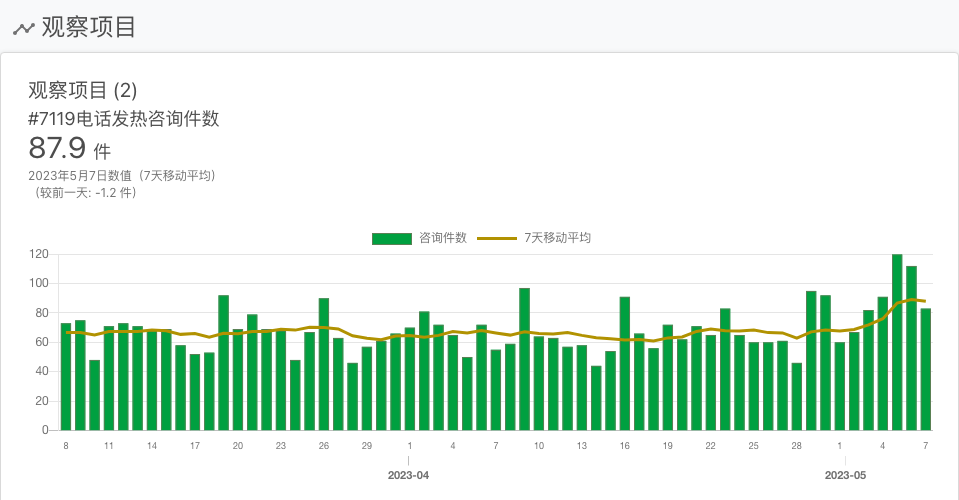 观察项目
观察项目 (2)
#7119电话发热咨询件数
87.9 件
2023年5月7日数值（7天移动平均）
（较前一天: -1.2 件）
咨询件数 7天移动平均
120
100
80
60
40
20
0
8 11 14 17 20 23 26 29 1 4 7 10 13 16 19 22 25 28 1 4 7
2023-04 2023-05